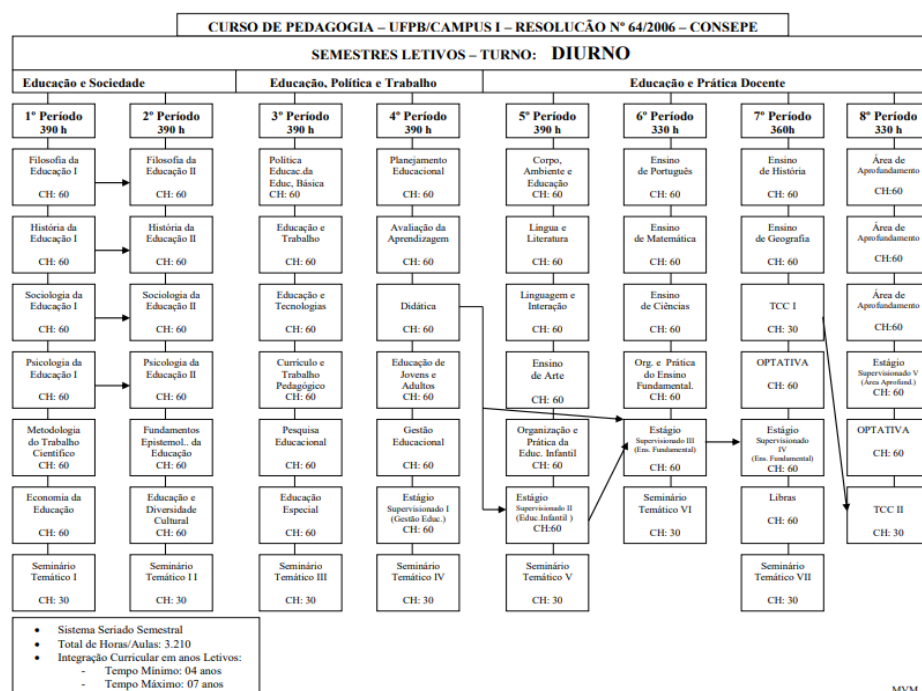 CURSO DE PEDAGOGIA – UFPB/CAMPUS I – RESOLUCÃO Nº 64/2006 – CONSEPE
SEMESTRES LETIVOS – TURNO: DIURNO
Educação e Sociedade
Educação, Política e Trabalho
Educação e Prática Docente
1º Período
390 h
Filosofia da
Educação I
CH: 60
História da
Educação I
CH: 60
Sociologia da
Educação I
CH: 60
Psicologia da
Educação I
CH: 60
Metodologia
do Trabalho
Científico
CH: 60
Economia da
Educação
CH: 60
Seminário
Temático I
CH: 30
2º Período
390 h
Filosofia da
Educação II
CH: 60
História da
Educação II
CH: 60
Sociologia da
Educação II
CH: 60
Psicologia da
Educação II
CH: 60
Fundamentos
Epistemol.. da
Educação
CH: 60
Educação e
Diversidade
Cultural
CH: 60
Seminário
Temático I I
CH: 30
3º Período
390 h
Política
Educac.da
Educ, Básica
CH: 60
Educação e
Trabalho
CH: 60
Educação e
Tecnologias
CH: 60
Currículo e
Trabalho
Pedagógico
CH: 60
Pesquisa
Educacional
CH: 60
Educação
Especial
CH: 60
Seminário
Temático III
CH: 30
4º Período
390 h
Planejamento
Educacional
CH: 60
Avaliação da
Aprendizagem
CH: 60
Didática
CH: 60
Educação de
Jovens e
Adultos
CH: 60
Gestão
Educacional
CH: 60
Estágio
Supervisionado I
(Gestão Educ.)
CH: 60
Seminário
Temático IV
CH: 30
5º Período
390 h
Corpo,
Ambiente e
Educação
CH: 60
Língua e
Literatura
CH: 60
Linguagem e
Interação
CH: 60
Ensino
de Arte
CH: 60
Organização e
Prática da
Educ. Infantil
CH: 60
Estágio
Supervisionado II
(Educ.Infantil )
CH:60
Seminário
Temático V
CH: 30
6º Período
330 h
Ensino
de Português
CH: 60
Ensino
de Matemática
CH: 60
Ensino
de Ciências
CH: 60
Org. e Prática
do Ensino
Fundamental.
CH: 60
Estágio
Supervisionado III
(Ens. Fundamental)
CH: 60
Seminário
Temático VI
CH: 30
7º Período
360h
Ensino
de História
CH: 60
Ensino
de Geografia
CH: 60
TCC I
CH: 30
OPTATIVA
CH: 60
Estágio
Supervisionado
IV
(Ens. Fundamental)
CH: 60
Libras
CH: 60
Seminário
Temático VII
CH: 30
8º Período
330 h
Área de
Aprofundamento
CH:60
Área de
Aprofundamento
CH:60
Área de
Aprofundamento
CH:60
Estágio
Supervisionado V
(Área Aprofund.)
CH: 60
OPTATIVA
CH: 60
TCC II
CH: 30
• Sistema Seriado Semestral
• Total de Horas/Aulas: 3.210
• Integração Curricular em anos Letivos:
- Tempo Mínimo: 04 anos
- Tempo Máximo: 07 anos
MVM